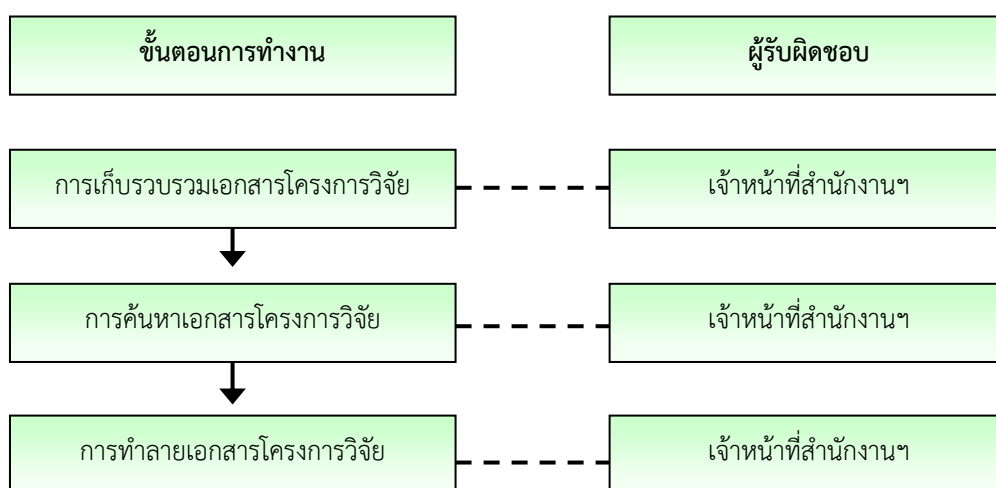 ขั้นตอนการทำงาน
ผู้รับผิดชอบ
การเก็บรวบรวมเอกสารโครงการวิจัย
เจ้าหน้าที่สำนักงานฯ
การค้นหาเอกสารโครงการวิจัย
เจ้าหน้าที่สำนักงานฯ
การทำลายเอกสารโครงการวิจัย
เจ้าหน้าที่สำนักงานฯ